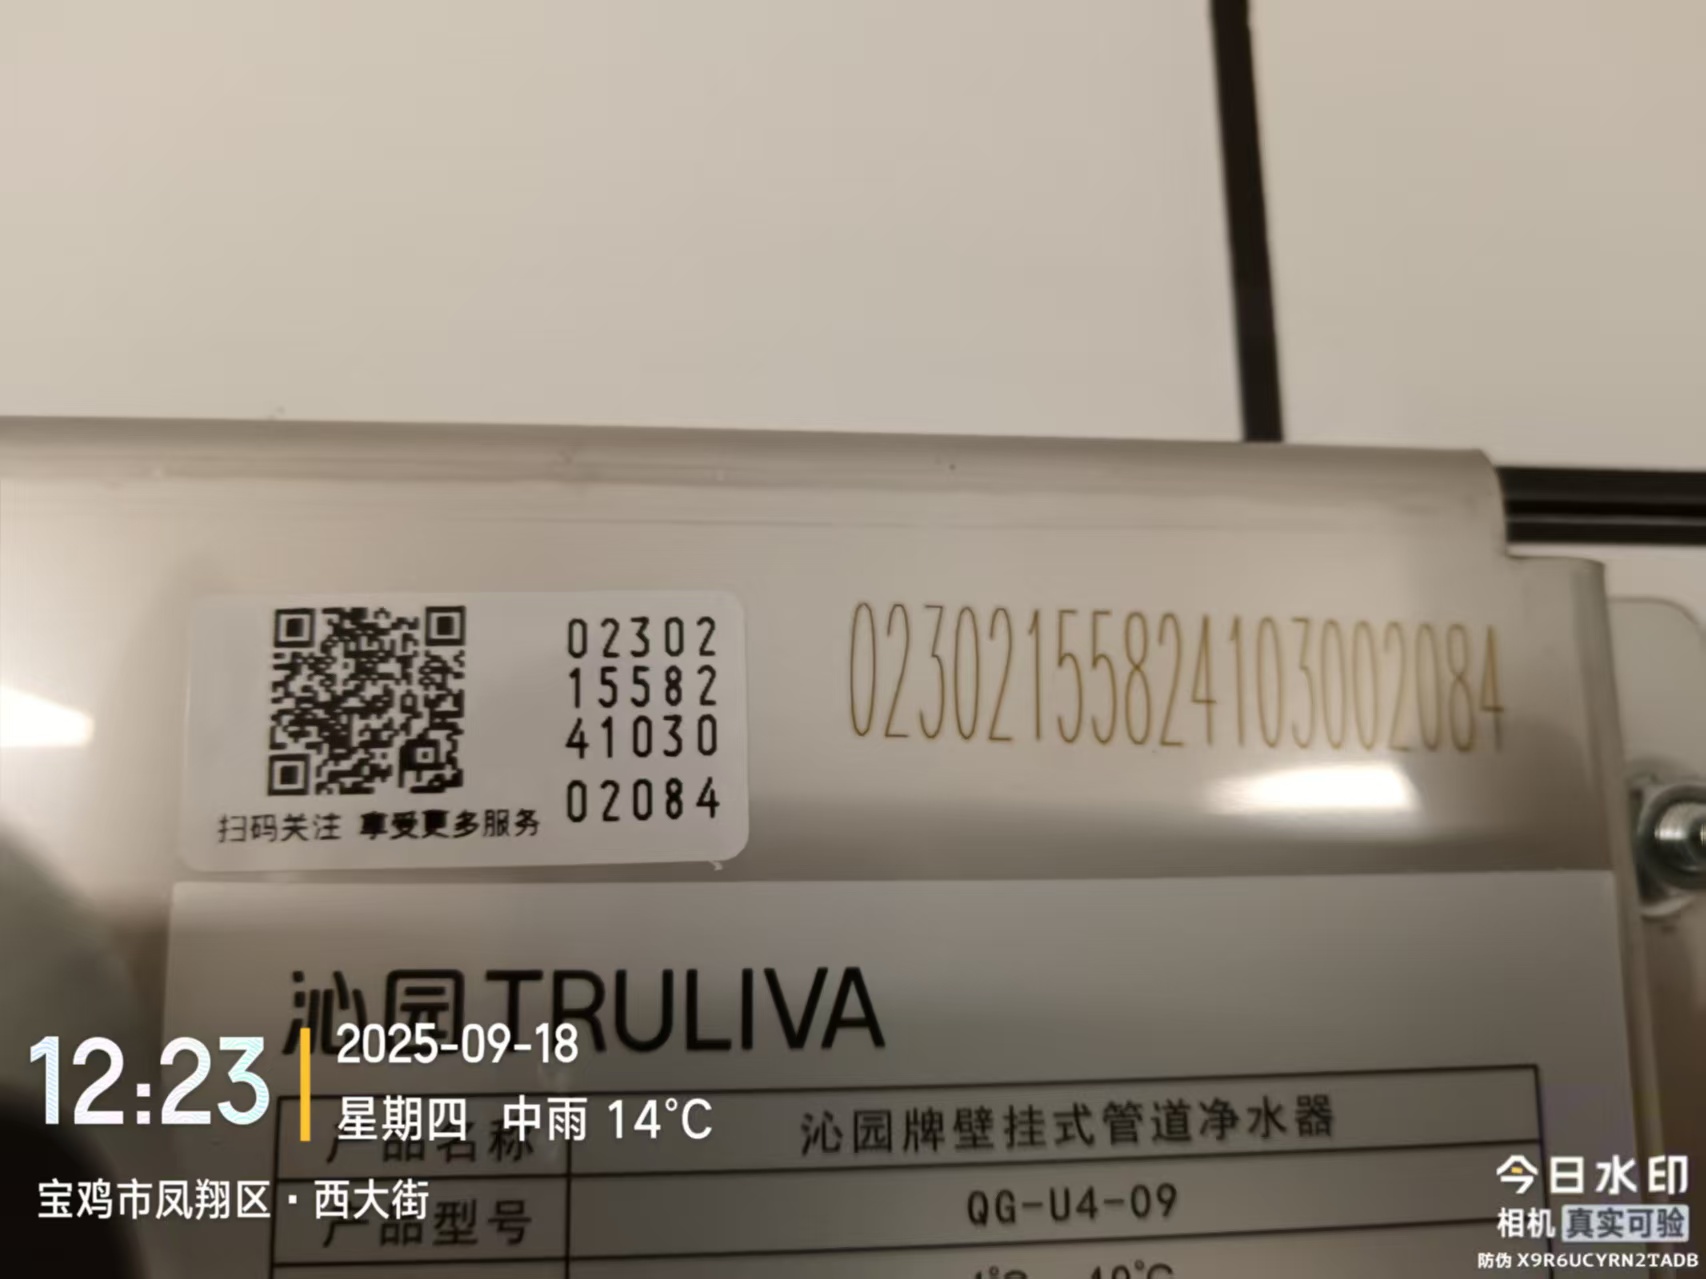 02302
15582
41030
02084
扫码关注 享受更多服务
02302155824103002084
沁园TRULIVA
产品名称 沁园牌壁挂式管道净水器
产品型号 QG-U4-09
12:23
2025-09-18
星期四 中雨 14°C
宝鸡市凤翔区·西大街
今日水印
相机 真实可验
防伪 X9R6UCYRN2TADB